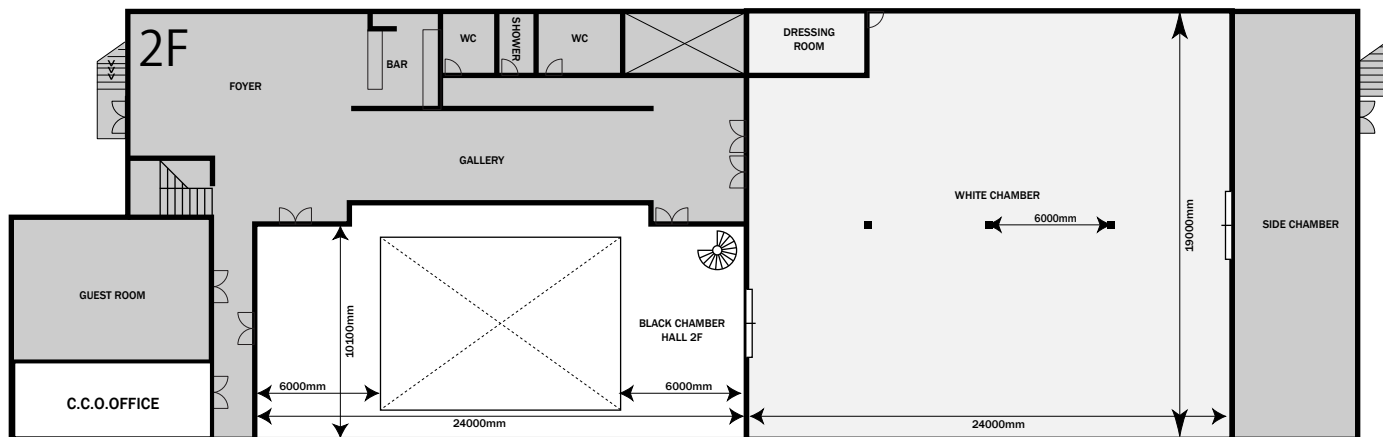 2F
FOYER
BAR
WC
SHOWER
WC
DRESSING
ROOM
GALLERY
WHITE CHAMBER
6000mm
19000mm
SIDE CHAMBER
GUEST ROOM
10100mm
BLACK CHAMBER
HALL 2F
6000mm
6000mm
C.C.O.OFFICE
24000mm
24000mm